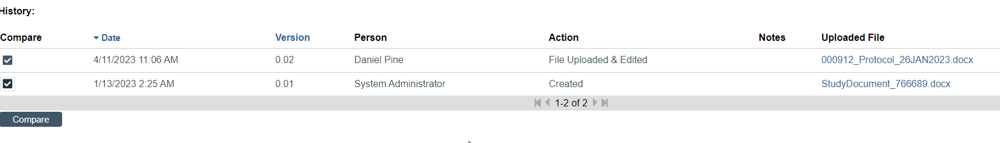 History:
Compare Date Version Person Action Notes Uploaded File
4/11/2023 11:06 AM 0.02 Daniel Pine File Uploaded & Edited 000912_Protocol_26JAN2023.docx
1/13/2023 2:25 AM 0.01 System Administrator Created StudyDocument_766689.docx
1-2 of 2
Compare